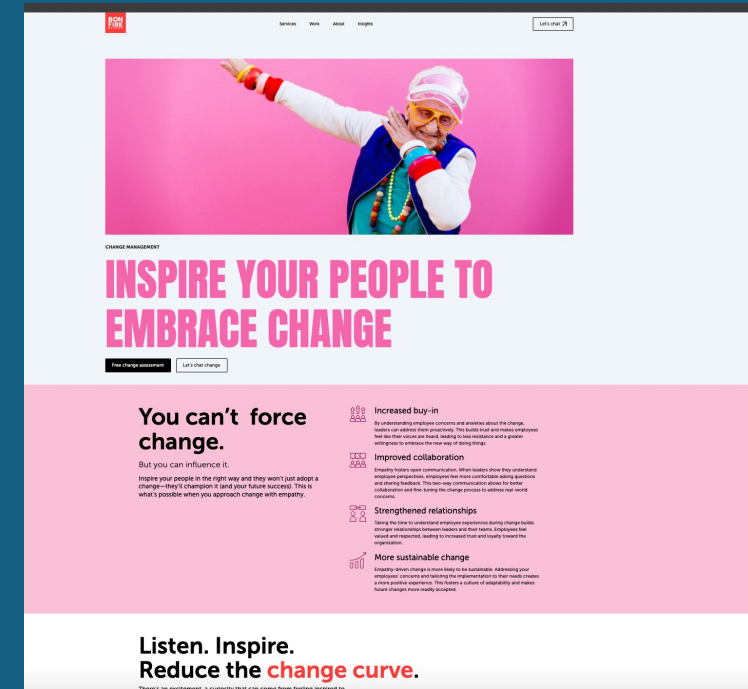 BON
FIRE
Services Work About Insights
Let's chat
CHANGE MANAGEMENT
INSPIRE YOUR PEOPLE TO
EMBRACE CHANGE
Free change assessment Let's chat change
You can't force
change.
But you can influence it.
Inspire your people in the right way and they won't just adopt a
change—they'll champion it (and your future success). This is
what's possible when you approach change with empathy.
Increased buy-in
By understanding employee concerns and anxieties about the change,
leaders can address them proactively. This builds trust and makes employees
feel like their voices are heard, leading to less resistance and a greater
willingness to embrace the new way of doing things.
Improved collaboration
Empathy fosters open communication. When leaders show they understand
employee perspectives, employees feel more comfortable asking questions
and sharing feedback. This two-way communication allows for better
collaboration and fine-tuning the change process to address real-world
concerns.
Strengthened relationships
Taking the time to understand employee experiences during change builds
stronger relationships between leaders and their teams. Employees feel
valued and respected, leading to increased trust and loyalty toward the
organization.
More sustainable change
Empathy-driven change is more likely to be sustainable. Addressing your
employees' concerns and tailoring the implementation to their needs creates
a more positive experience. This fosters a culture of adaptability and makes
future changes more readily accepted.
Listen. Inspire.
Reduce the change curve.
There's an excitement, a curiosity that can come from feeling inspired to